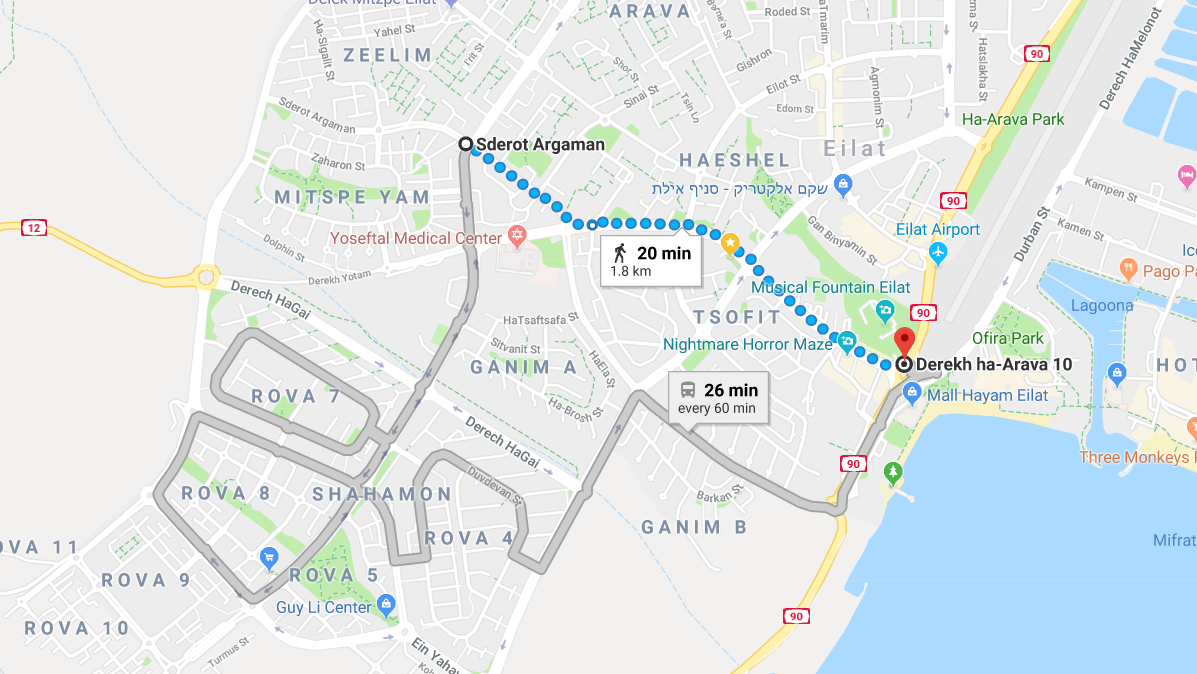 Derek Mitzpe Eilat
ARAVA
Roded St
Yahel St
Ha-Sigalit St
Frit St
ZEELIM
90
Gishron
Shor St
Eilot St
Derech HaMelonot
Hatslakha St
Agmonim St
Sinai St
Tsin Ln
Edom St
Sderot Argaman
Ha-Arava Park
Sderot Argaman
Eilat
HAESHEL
Zaharon St
Kampen St
MITSPE YAM
שקם אלקטריק - סניף אילת
90
12
Gan Binyamin St
Durban St
Eilat Airport
Yoseftal Medical Center
Dolphin St
20 min
1.8 km
Derekh Yotam
Pago Pa
Derech HaGai
Musical Fountain Eilat
Lagoona
90
HaTsaftsafa St
TSOFIT
Ofira Park
Sitvanit St
Nightmare Horror Maze
GANIM A
HaEla St
Derekh ha-Arava 10
HOT
ROVA 7
26 min
every 60 min
Mall Hayam Eilat
Ha-Brosh St
Derech HaGai
Three Monkeys P
90
Duvdevan St
ROVA 8
SHAHAMON
Barkan St
GANIM B
ROVA 4
Mifrat
OVA 11
ROVA 9
ROVA 5
Guy Li Center
90
ROVA 10
Turmus St
Ein Yahav